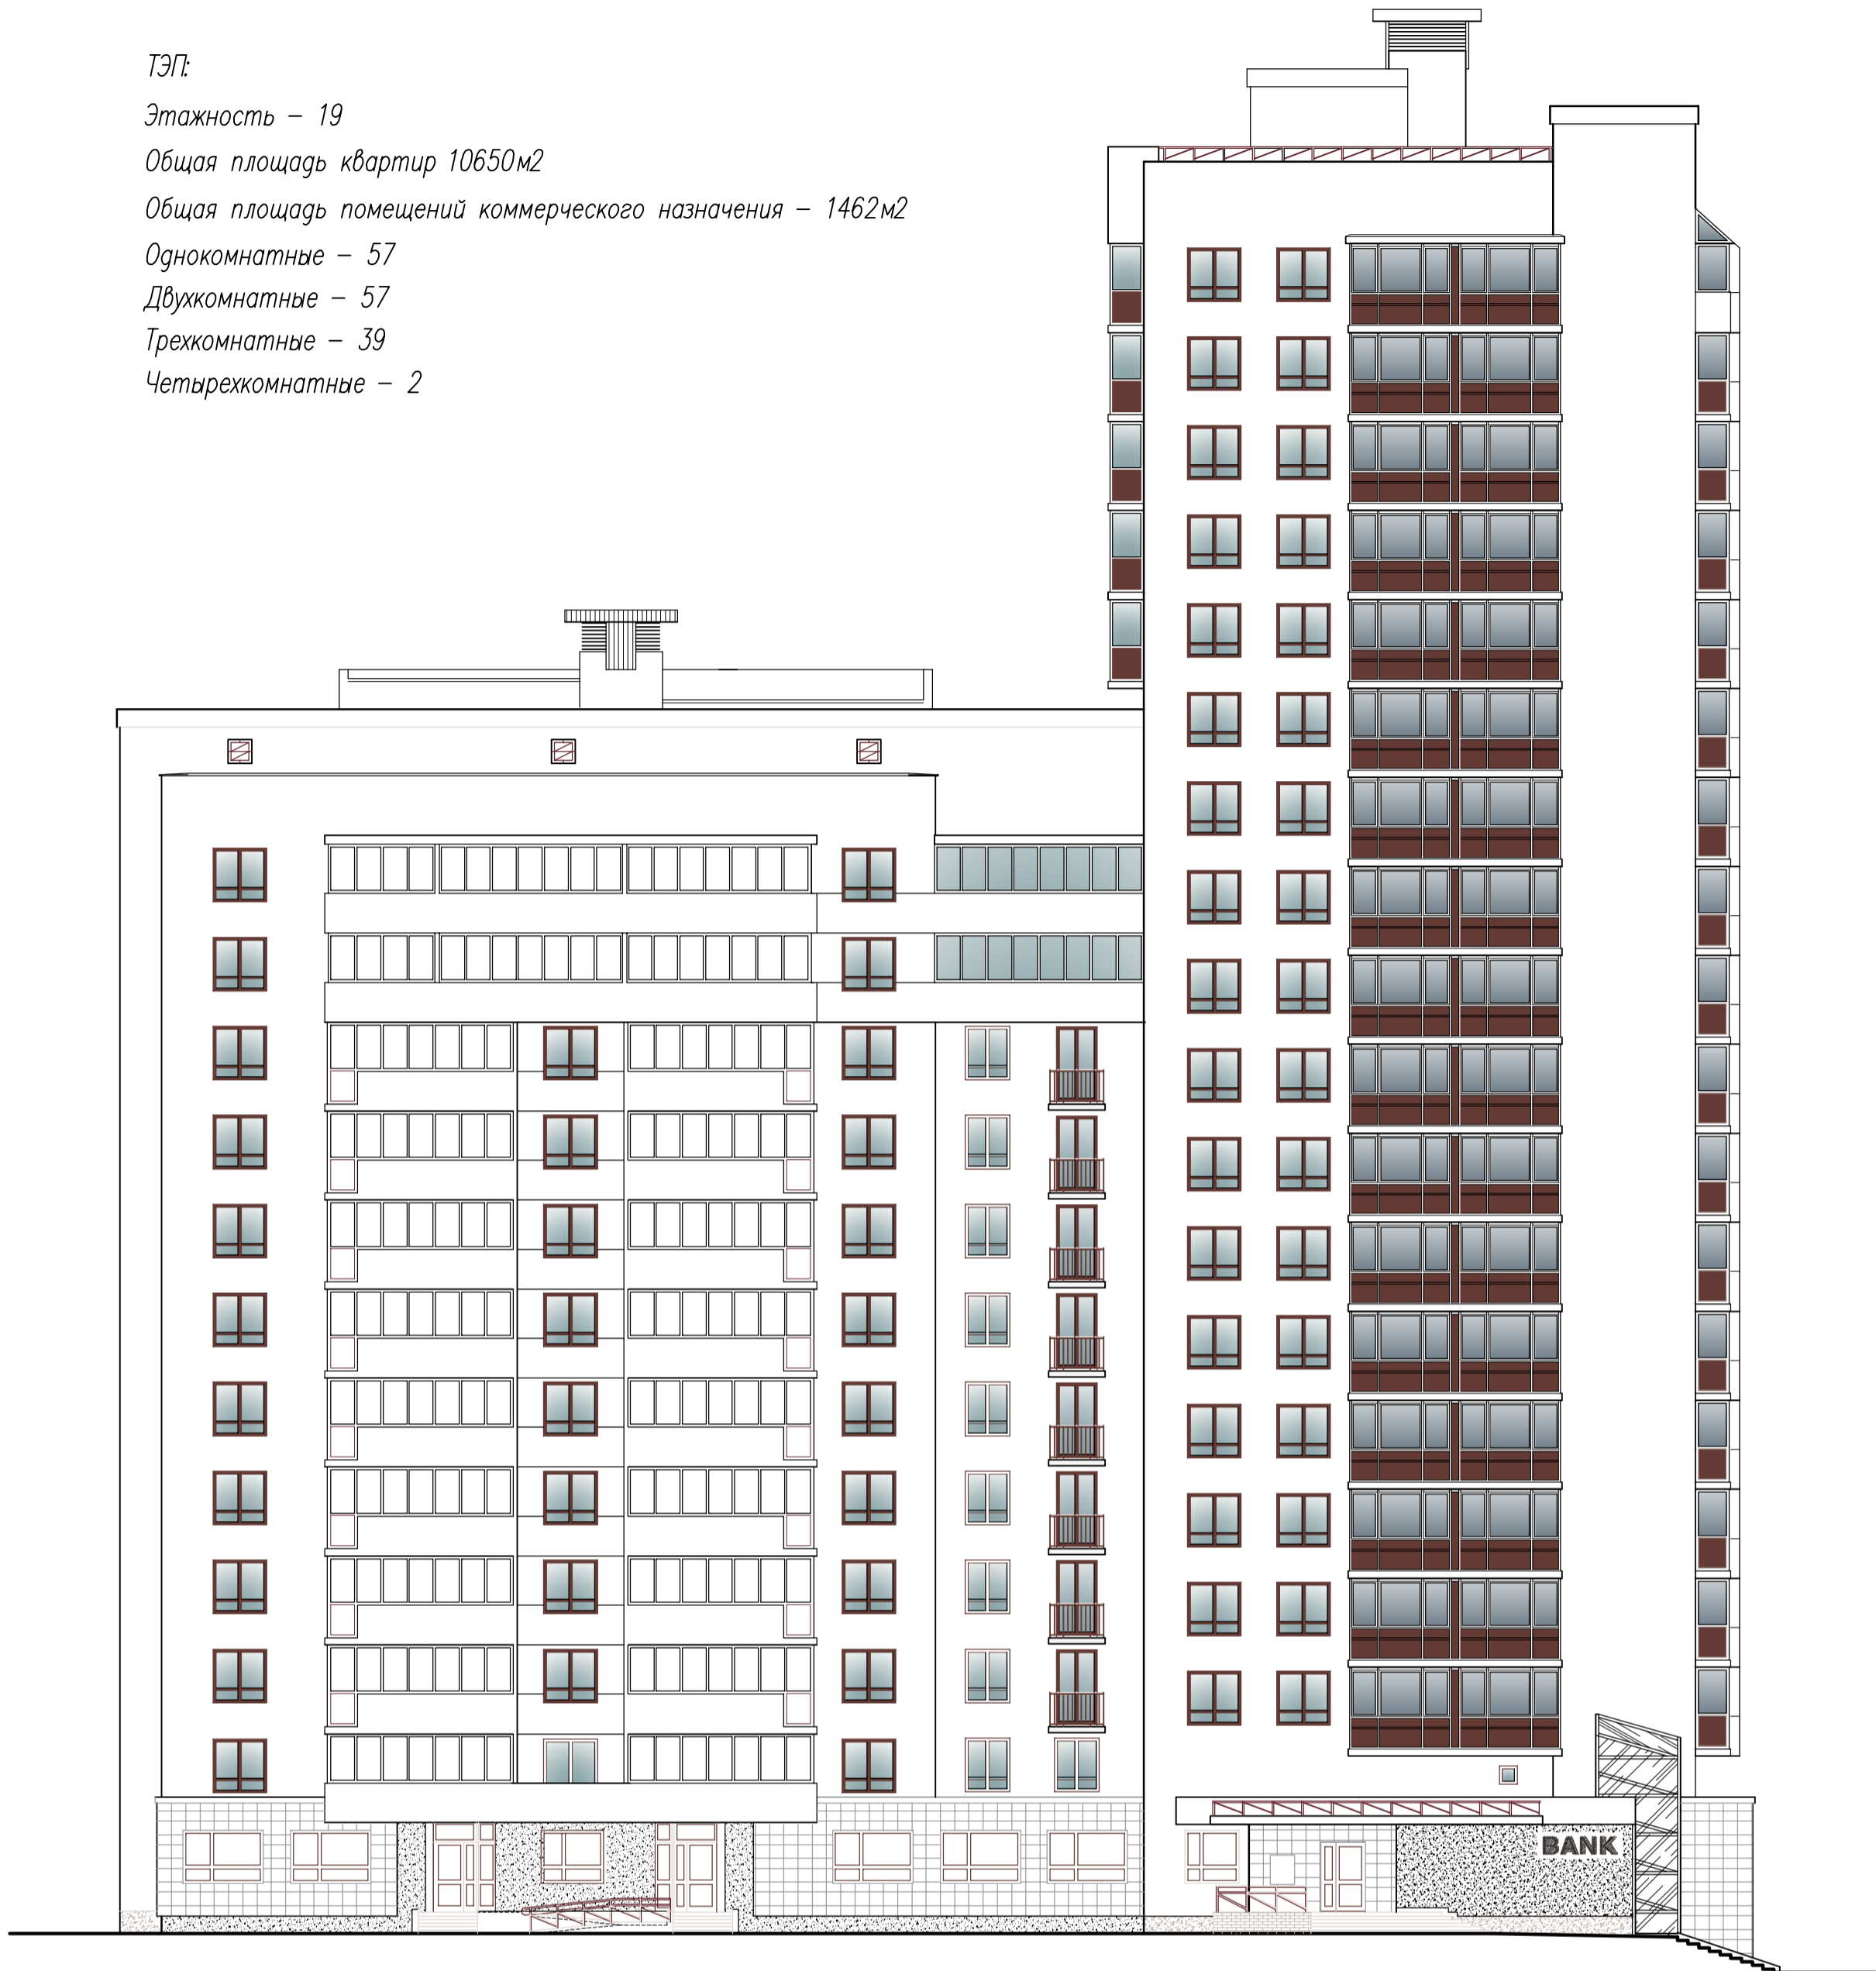 ТЭП:
Этажность – 19
Общая площадь квартир 10650м2
Общая площадь помещений коммерческого назначения – 1462м2
Однокомнатные – 57
Двухкомнатные – 57
Трехкомнатные – 39
Четырехкомнатные – 2
BANK